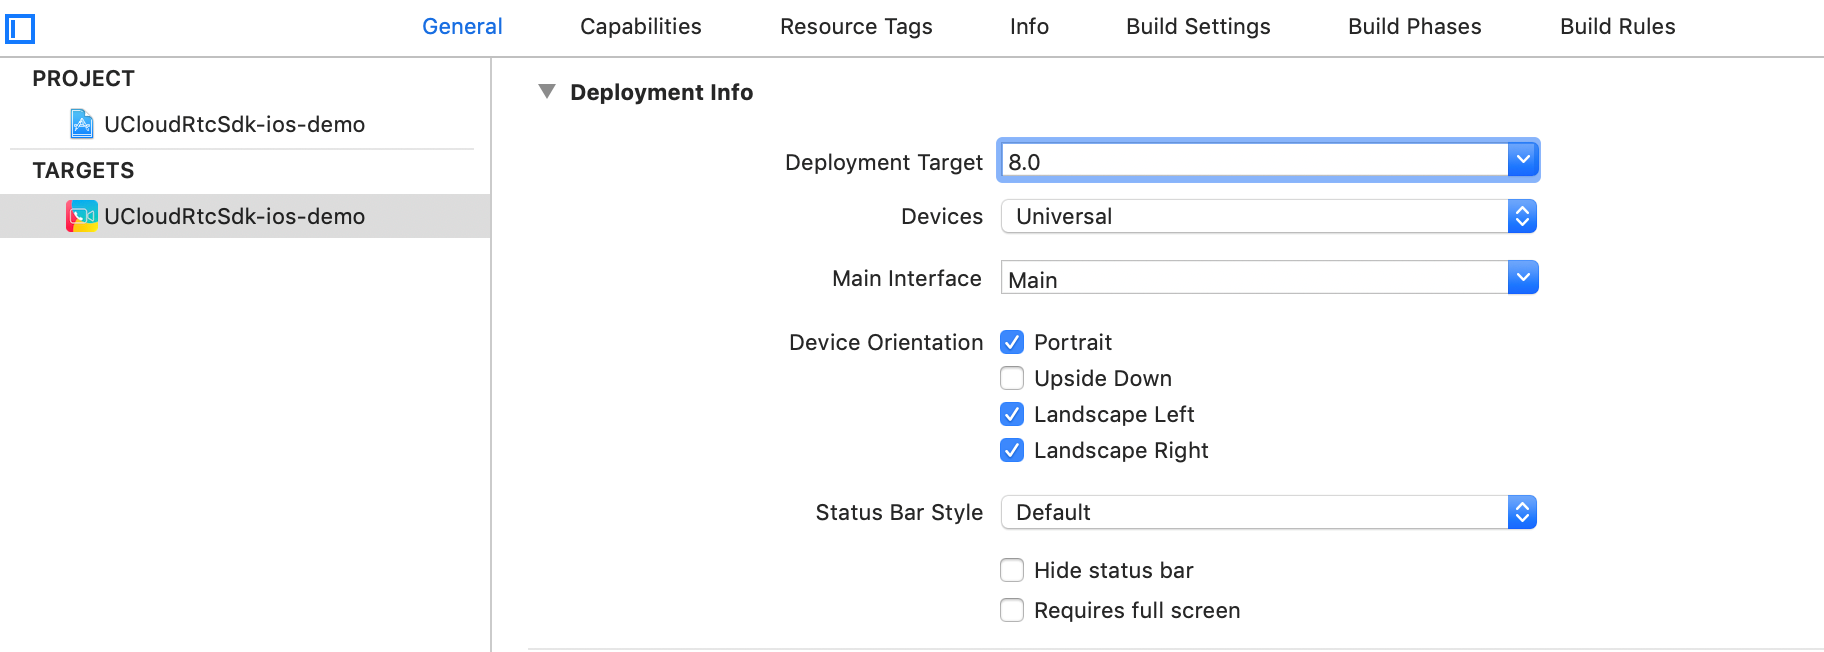 General Capabilities Resource Tags Info Build Settings Build Phases Build Rules
PROJECT
UCloudRtcSdk-ios-demo
TARGETS
UCloudRtcSdk-ios-demo
Deployment Info
Deployment Target 8.0
Devices Universal
Main Interface Main
Device Orientation Portrait
Upside Down
Landscape Left
Landscape Right
Status Bar Style Default
Hide status bar
Requires full screen